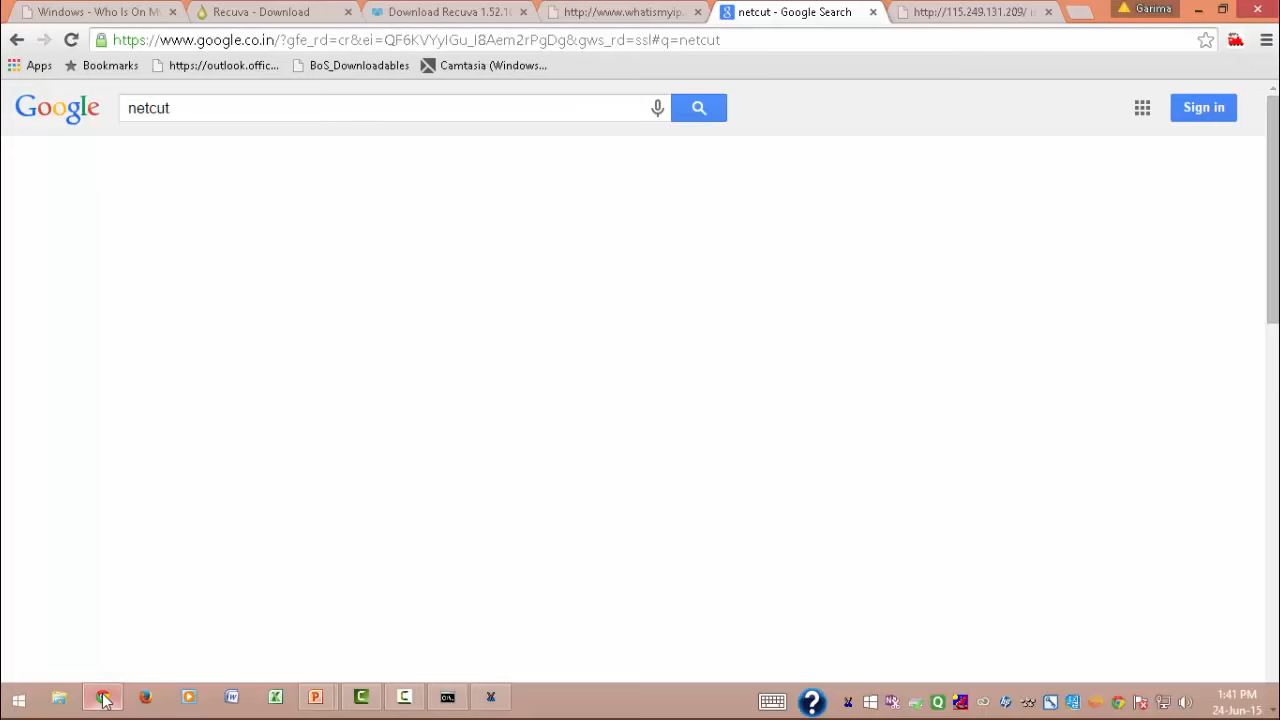 Windows - Who Is On M
Recuva - Download
Download Recuva 1.52.1
http://www.whatismyip.
netcut - Google Search
http://115.249.131.209/ is
Garima
https://www.google.co.in/?gfe_rd=cr&ei=QF6KVYyIGu_I8Aem2rPgDg&gws_rd=ssl#q=netcut
Apps
Bookmarks
https://outlook.offic...
BoS_Downloadables
Camtasia (Windows...
Google
netcut
Sign in
1:41 PM
24-Jun-15